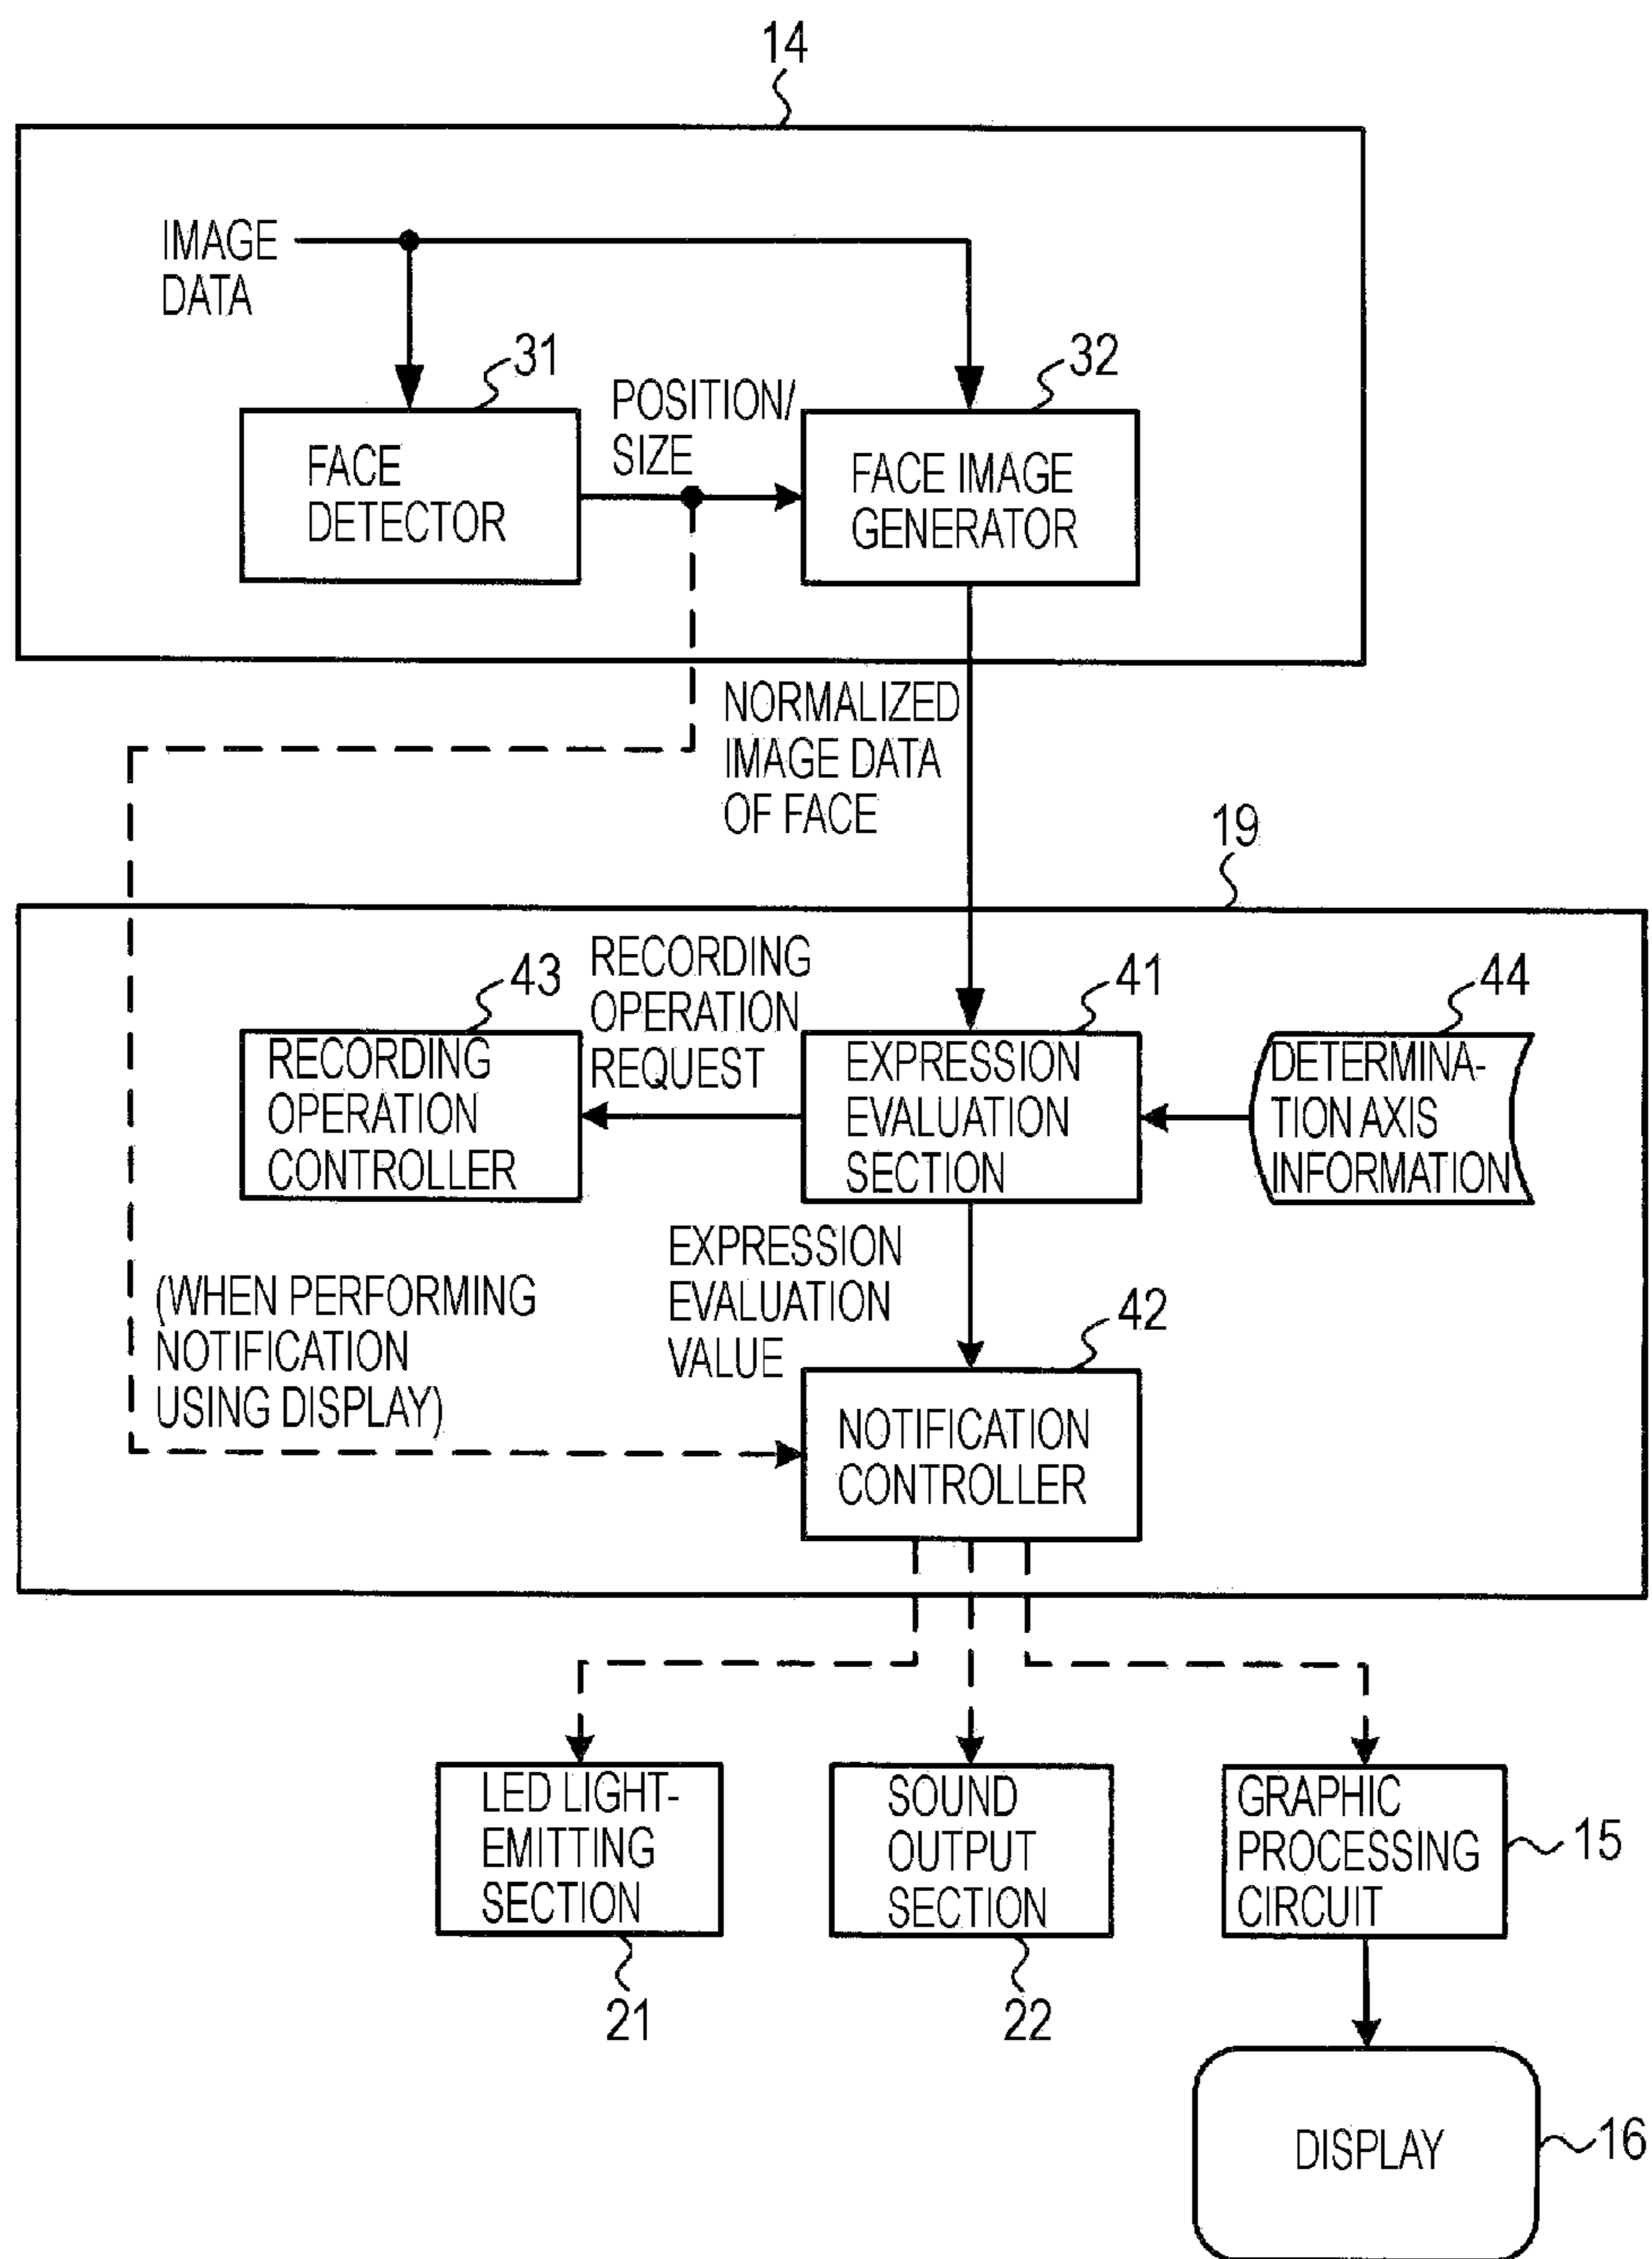 14
IMAGE
DATA
31
POSITION/
SIZE
32
FACE
DETECTOR
FACE IMAGE
GENERATOR
NORMALIZED
IMAGE DATA
OF FACE
19
43
RECORDING
OPERATION
REQUEST
41
44
RECORDING
OPERATION
CONTROLLER
EXPRESSION
EVALUATION
SECTION
DETERMINA-
TION AXIS
INFORMATION
EXPRESSION
EVALUATION
VALUE
(WHEN PERFORMING
NOTIFICATION
USING DISPLAY)
42
NOTIFICATION
CONTROLLER
LED LIGHT-
EMITTING
SECTION
SOUND
OUTPUT
SECTION
GRAPHIC
PROCESSING
CIRCUIT
15
21
22
DISPLAY
16